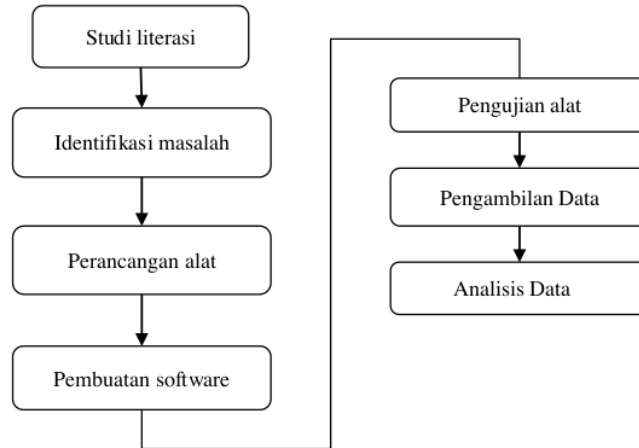 Studi literasi
Identifikasi masalah
Perancangan alat
Pembuatan software
Pengujian alat
Pengambilan Data
Analisis Data